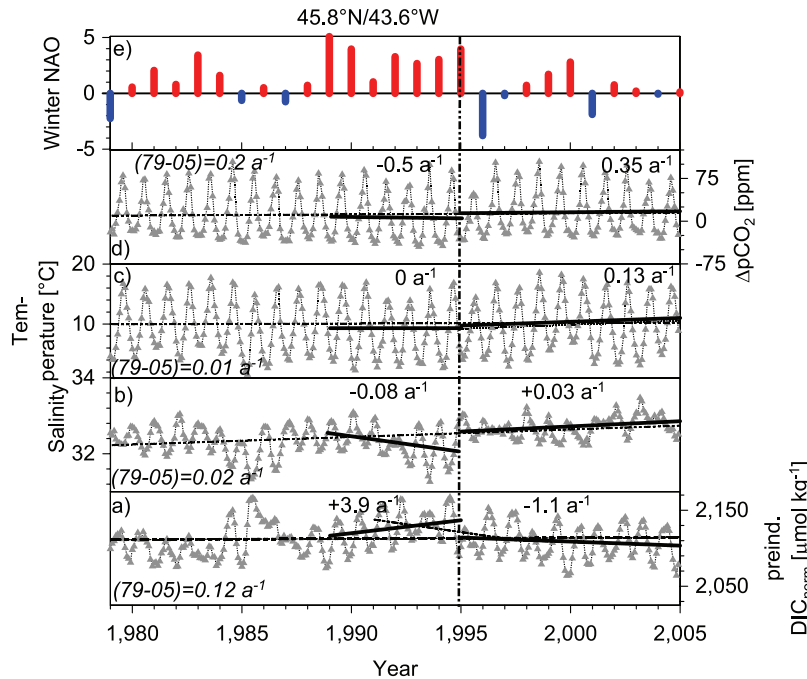 45.8°N/43.6°W
5
e)
0
-5
Winter NAO
(79-05)=0.2 a-1
-0.5 a-1
0.35 a-1
d)
75
0
-75
ΔpCO2 [ppm]
20
c)
0 a-1
0.13 a-1
10
(79-05)=0.01 a-1
Tem-
perature [°C]
34
b)
-0.08 a-1
+0.03 a-1
32
(79-05)=0.02 a-1
Salinity
a)
+3.9 a-1
-1.1 a-1
2,150
2,050
(79-05)=0.12 a-1
preind.
DICnorm [µmol kg-1]
1,980
1,985
1,990
1,995
2,000
2,005
Year